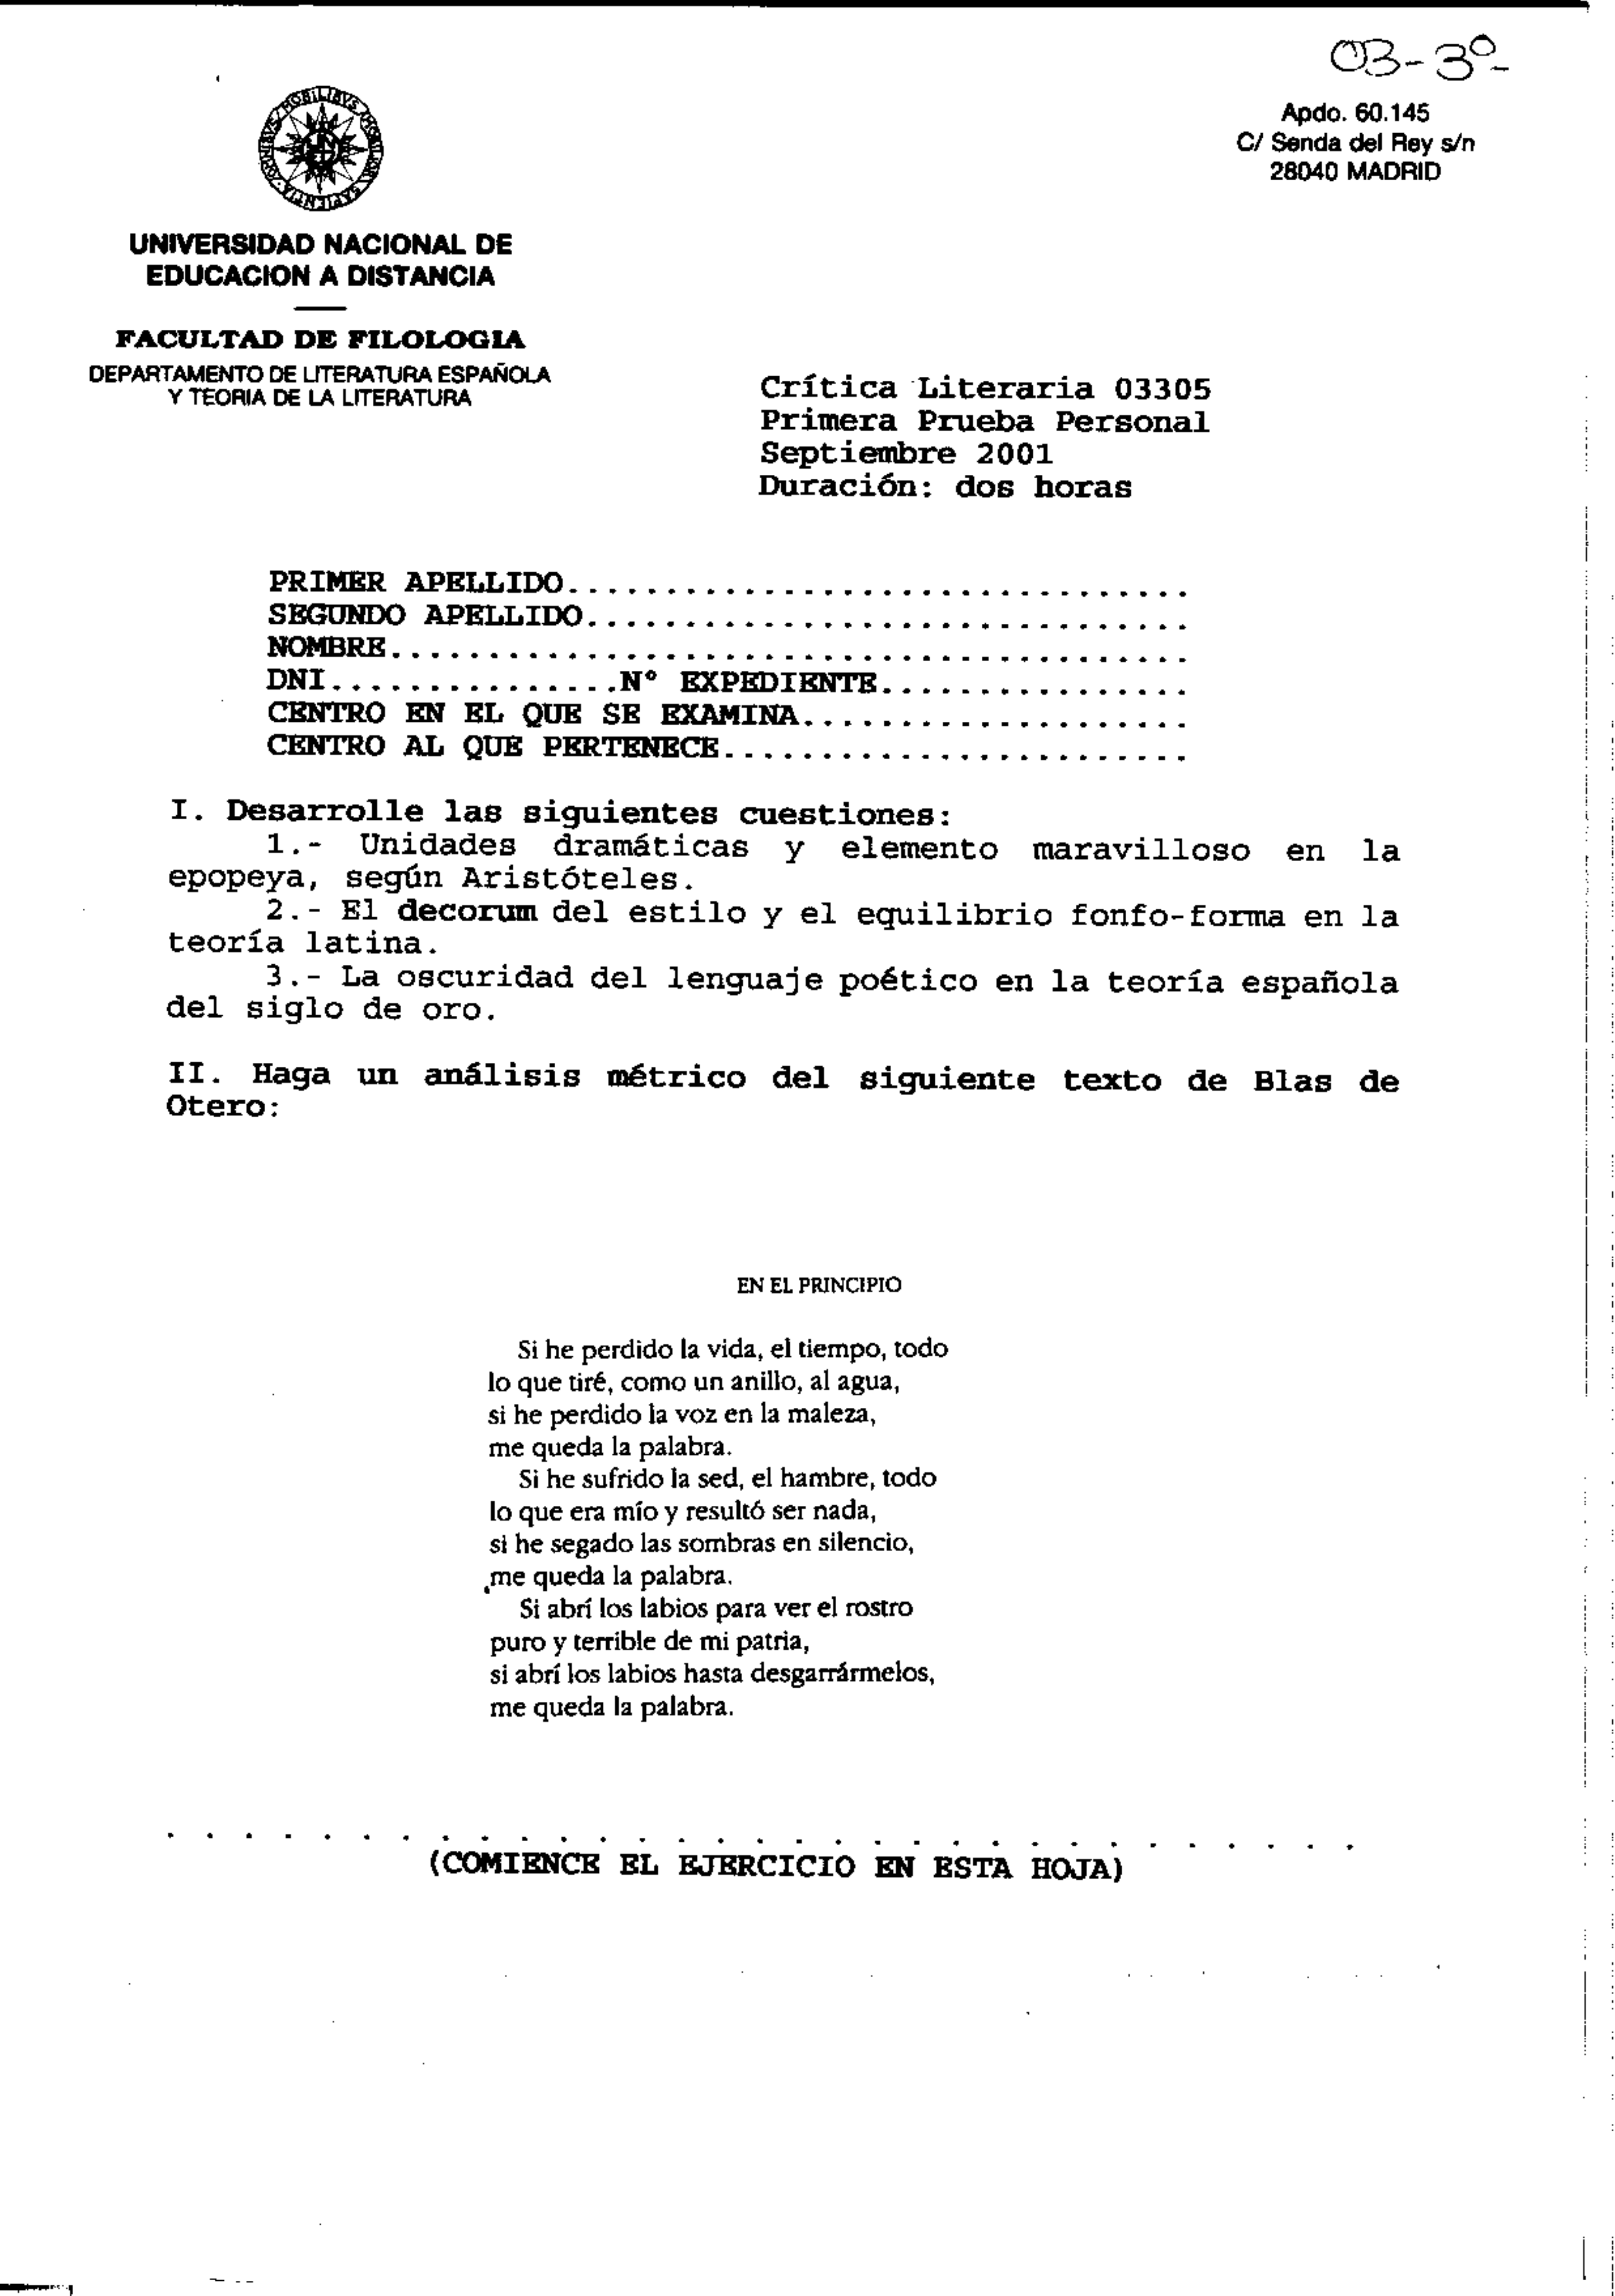 03-3º-
Apdo. 60.145
C/ Senda del Rey s/n
28040 MADRID
UNIVERSIDAD NACIONAL DE
EDUCACION A DISTANCIA
FACULTAD DE FILOLOGIA
DEPARTAMENTO DE LITERATURA ESPAÑOLA
Y TEORIA DE LA LITERATURA
Crítica Literaria 03305
Primera Prueba Personal
Septiembre 2001
Duración: dos horas
PRIMER APELLIDO................................
SEGUNDO APELLIDO...............................
NOMBRE.........................................
DNI...............Nº EXPEDIENTE................
CENTRO EN EL QUE SE EXAMINA....................
CENTRO AL QUE PERTENECE........................
I. Desarrolle las siguientes cuestiones:
1.- Unidades dramáticas y elemento maravilloso en la
epopeya, según Aristóteles.
2.- El decorum del estilo y el equilibrio fonfo-forma en la
teoría latina.
3.- La oscuridad del lenguaje poético en la teoría española
del siglo de oro.
II. Haga un análisis métrico del siguiente texto de Blas de
Otero:
EN EL PRINCIPIO
Si he perdido la vida, el tiempo, todo
lo que tiré, como un anillo, al agua,
si he perdido la voz en la maleza,
me queda la palabra.
Si he sufrido la sed, el hambre, todo
lo que era mío y resultó ser nada,
si he segado las sombras en silencio,
me queda la palabra.
Si abrí los labios para ver el rostro
puro y terrible de mi patria,
si abrí los labios hasta desgarrármelos,
me queda la palabra.
. . . . . . . . . . . . . . . . . . . . . . . . . . . . . . .
(COMIENCE EL EJERCICIO EN ESTA HOJA)